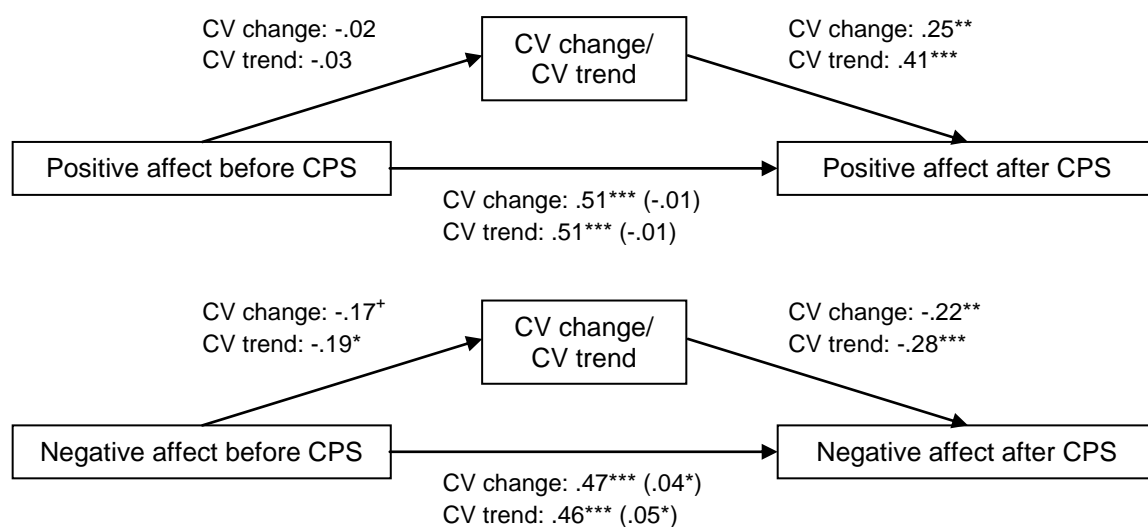 CV change: -.02
CV trend: -.03
CV change/
CV trend
CV change: .25**
CV trend: .41***
Positive affect before CPS
Positive affect after CPS
CV change: .51*** (-.01)
CV trend: .51*** (-.01)
CV change: -.17⁺
CV trend: -.19*
CV change/
CV trend
CV change: -.22**
CV trend: -.28***
Negative affect before CPS
Negative affect after CPS
CV change: .47*** (.04*)
CV trend: .46*** (.05*)